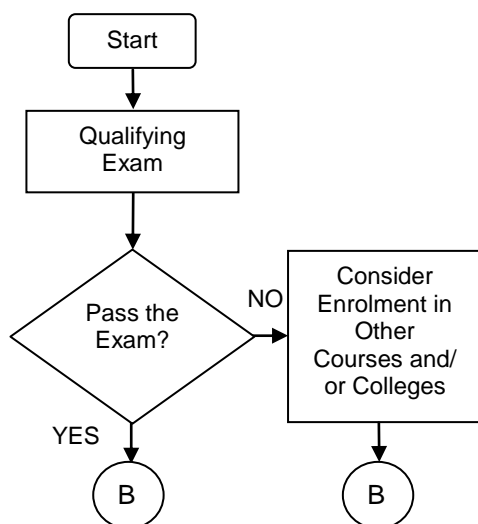 Start
Qualifying
Exam
Pass the
Exam?
NO
Consider
Enrolment in
Other
Courses and/
or Colleges
YES
B
B